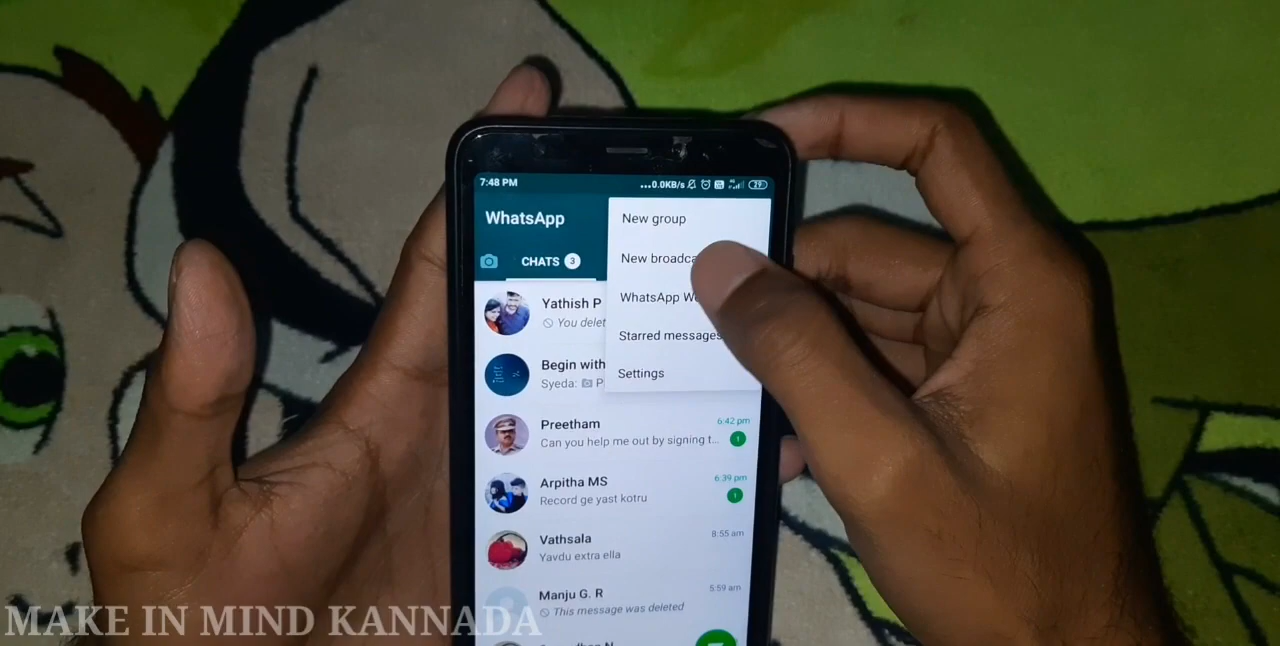 7:48 PM
...0.0KB/s
29
WhatsApp
New group
CHATS 3
New broadca
WhatsApp We
Starred messages
Settings
Yathish P
You delet
Begin with
Syeda: P
Preetham
6:42 pm
Can you help me out by signing t...
1
Arpitha MS
6:39 pm
Record ge yast kotru
1
Vathsala
8:55 am
Yavdu extra ella
Manju G. R
5:59 am
This message was deleted
MAKE IN MIND KANNADA